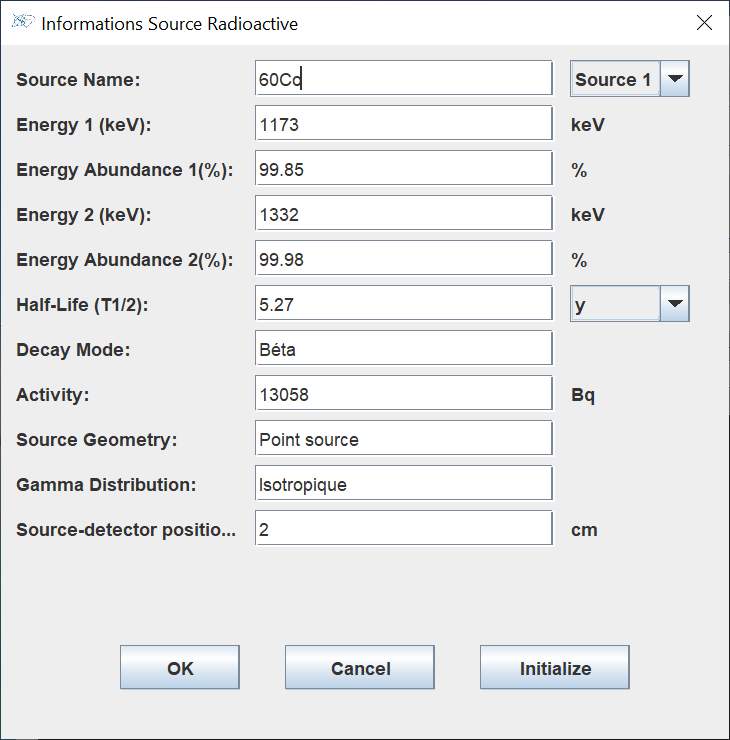 Informations Source Radioactive
Source Name: 60Co Source 1
Energy 1 (keV): 1173 keV
Energy Abundance 1(%): 99.85 %
Energy 2 (keV): 1332 keV
Energy Abundance 2(%): 99.98 %
Half-Life (T1/2): 5.27 y
Decay Mode: Béta
Activity: 13058 Bq
Source Geometry: Point source
Gamma Distribution: Isotropique
Source-detector positio... 2 cm
OK Cancel Initialize